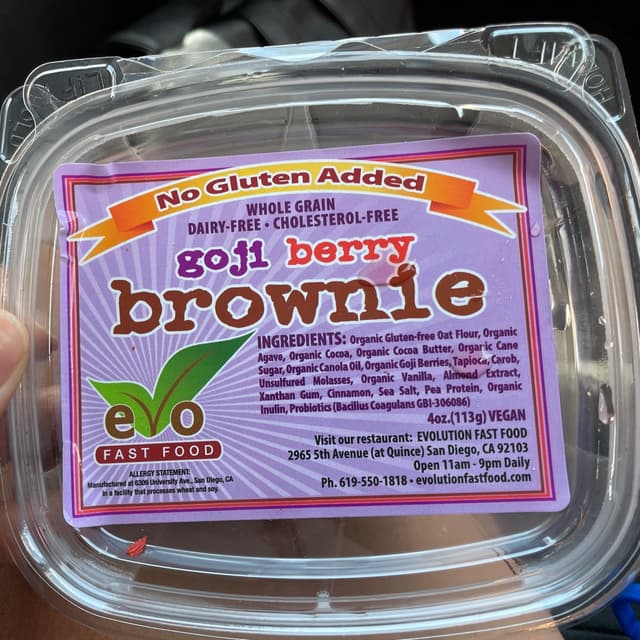 No Gluten Added
WHOLE GRAIN
DAIRY-FREE • CHOLESTEROL-FREE
goji berry
brownie
INGREDIENTS: Organic Gluten-free Oat Flour, Organic
Agave, Organic Cocoa, Organic Cocoa Butter, Organic Cane
Sugar, Organic Canola Oil, Organic Goji Berries, Tapioca, Carob,
Unsulfured Molasses, Organic Vanilla, Almond Extract,
Xanthan Gum, Cinnamon, Sea Salt, Pea Protein, Organic
Inulin, Probiotics (Bacilius Coagulans GBI-306086)
4oz.(113g) VEGAN
evo
FAST FOOD
ALLERGY STATEMENT:
Manufactured at 6309 University Ave., San Diego, CA
in a facility that processes wheat and soy.
Visit our restaurant: EVOLUTION FAST FOOD
2965 5th Avenue (at Quince) San Diego, CA 92103
Open 11am - 9pm Daily
Ph. 619-550-1818 • evolutionfastfood.com